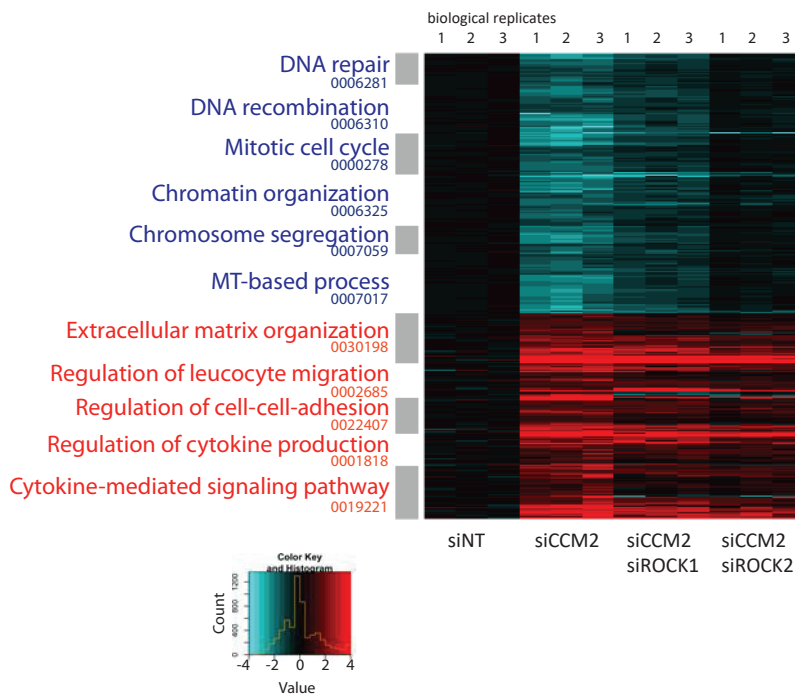 biological replicates
1 2 3 1 2 3 1 2 3 1 2 3
DNA repair
0006281
DNA recombination
0006310
Mitotic cell cycle
0000278
Chromatin organization
0006325
Chromosome segregation
0007059
MT-based process
0007017
Extracellular matrix organization
0030198
Regulation of leucocyte migration
0002685
Regulation of cell-cell-adhesion
0022407
Regulation of cytokine production
0001818
Cytokine-mediated signaling pathway
0019221
siNT siCCM2 siCCM2 siCCM2
siROCK1 siROCK2
Color Key
and Histogram
Count
1200
800
400
0
-4 -2 0 2 4
Value